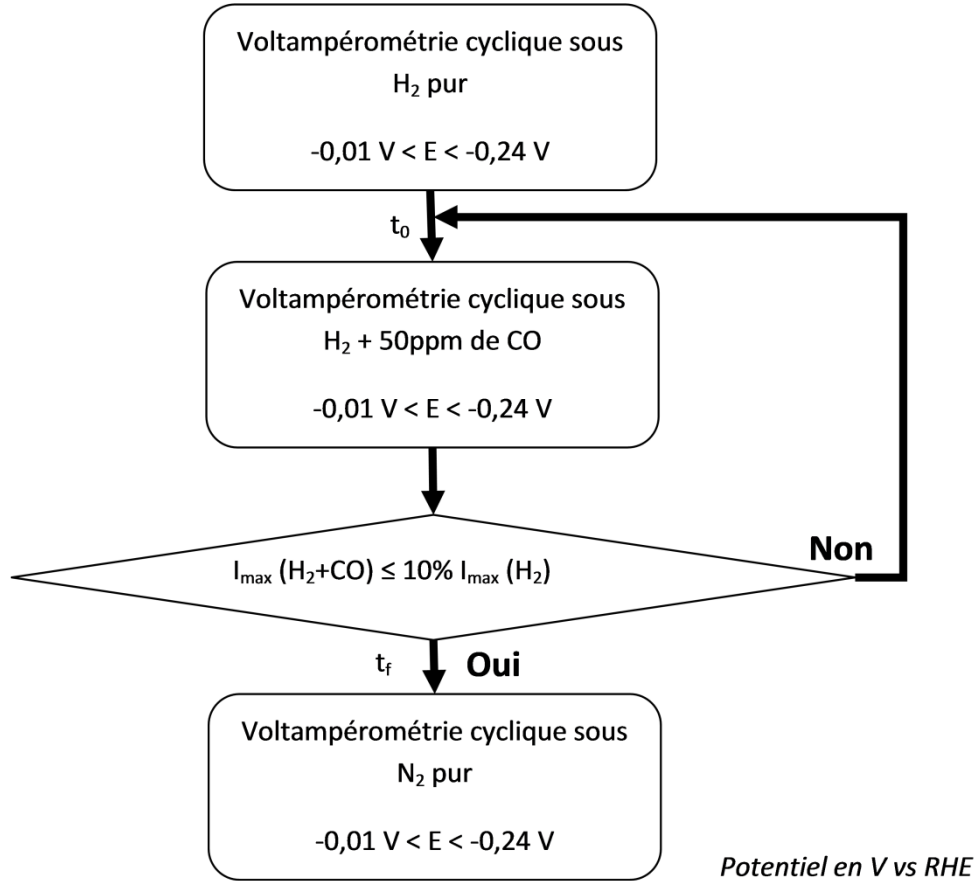 Voltampérométrie cyclique sous
H₂ pur
-0,01 V < E < -0,24 V
t₀
Voltampérométrie cyclique sous
H₂ + 50ppm de CO
-0,01 V < E < -0,24 V
Non
Iₘₐₓ (H₂+CO) ≤ 10% Iₘₐₓ (H₂)
t_f Oui
Voltampérométrie cyclique sous
N₂ pur
-0,01 V < E < -0,24 V
Potentiel en V vs RHE